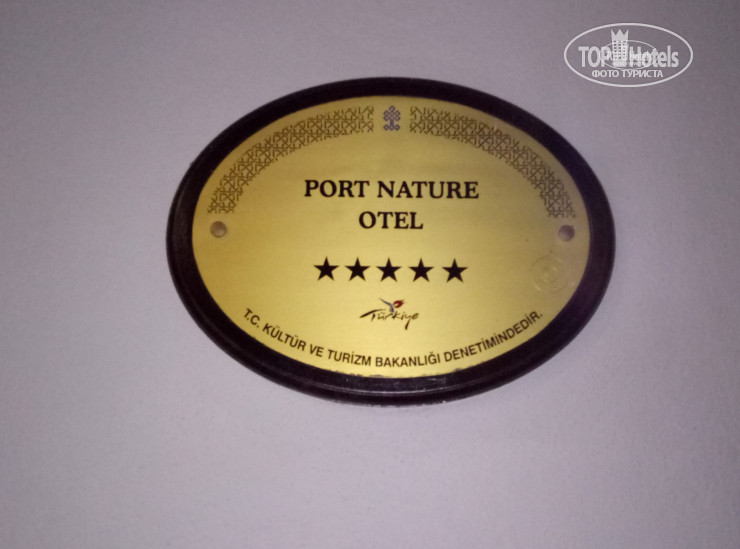 TOP Hotels
ФОТО ТУРИСТА
PORT NATURE
OTEL
★★★★★
Türkiye
T.C. KÜLTÜR VE TURİZM BAKANLIĞI DENETİMİNDEDİR.